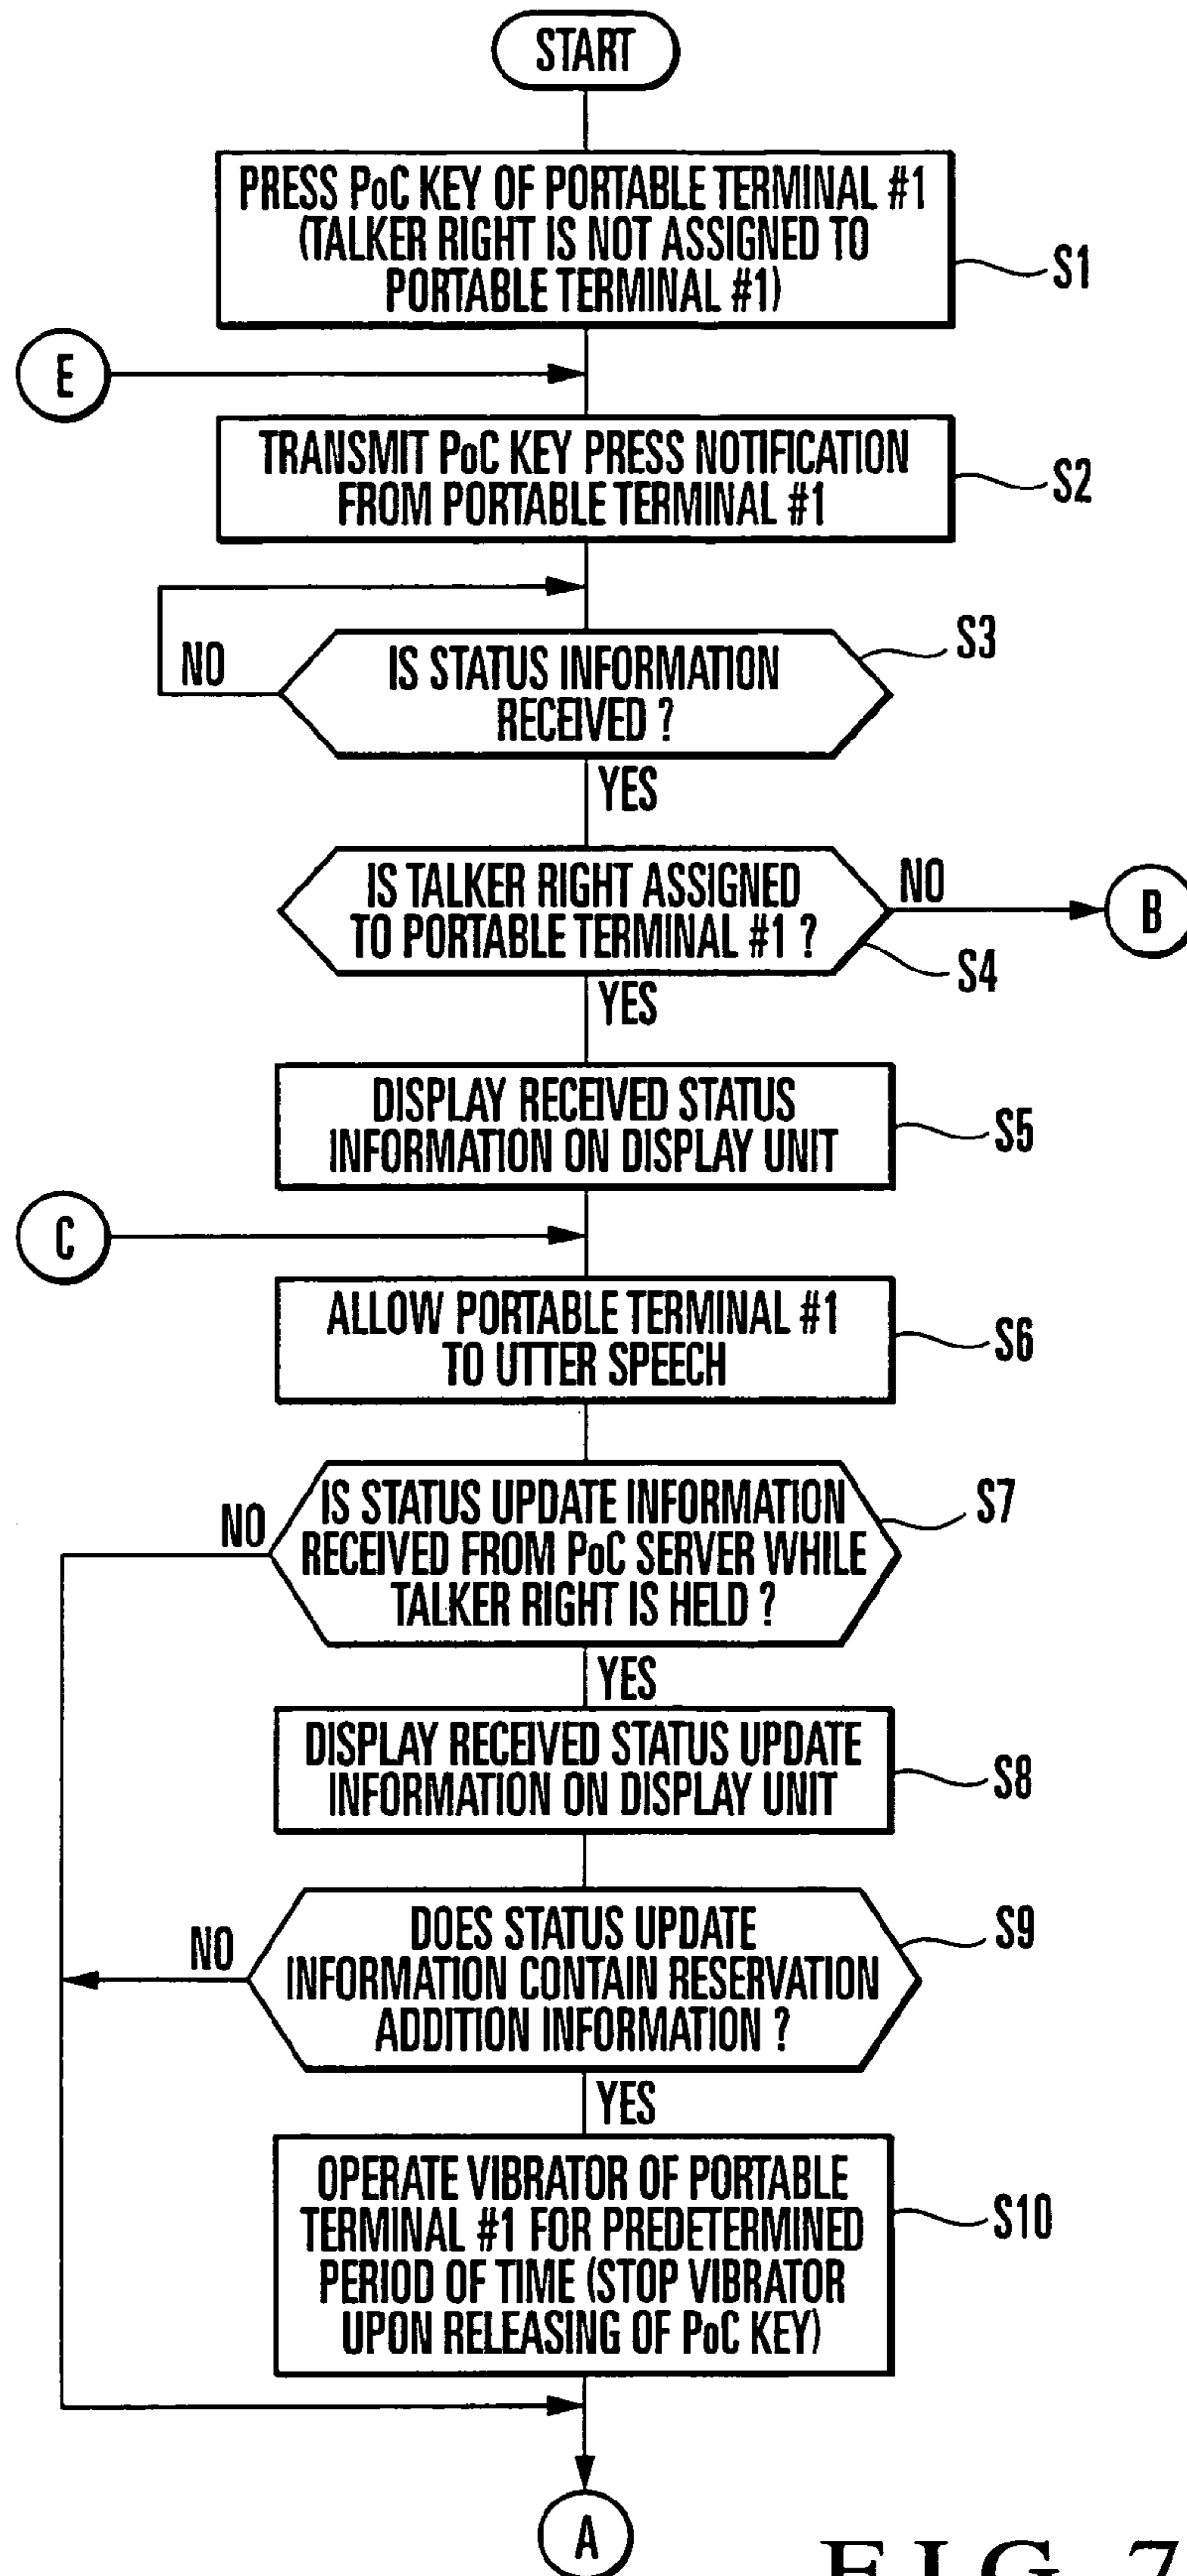 START
PRESS PoC KEY OF PORTABLE TERMINAL #1
(TALKER RIGHT IS NOT ASSIGNED TO
PORTABLE TERMINAL #1)
S1
E
TRANSMIT PoC KEY PRESS NOTIFICATION
FROM PORTABLE TERMINAL #1
S2
S3
NO
IS STATUS INFORMATION
RECEIVED ?
YES
IS TALKER RIGHT ASSIGNED
TO PORTABLE TERMINAL #1 ?
NO
B
S4
YES
DISPLAY RECEIVED STATUS
INFORMATION ON DISPLAY UNIT
S5
C
ALLOW PORTABLE TERMINAL #1
TO UTTER SPEECH
S6
NO
IS STATUS UPDATE INFORMATION
RECEIVED FROM PoC SERVER WHILE
TALKER RIGHT IS HELD ?
S7
YES
DISPLAY RECEIVED STATUS UPDATE
INFORMATION ON DISPLAY UNIT
S8
NO
DOES STATUS UPDATE
INFORMATION CONTAIN RESERVATION
ADDITION INFORMATION ?
S9
YES
OPERATE VIBRATOR OF PORTABLE
TERMINAL #1 FOR PREDETERMINED
PERIOD OF TIME (STOP VIBRATOR
UPON RELEASING OF PoC KEY)
S10
A
FIG. 7